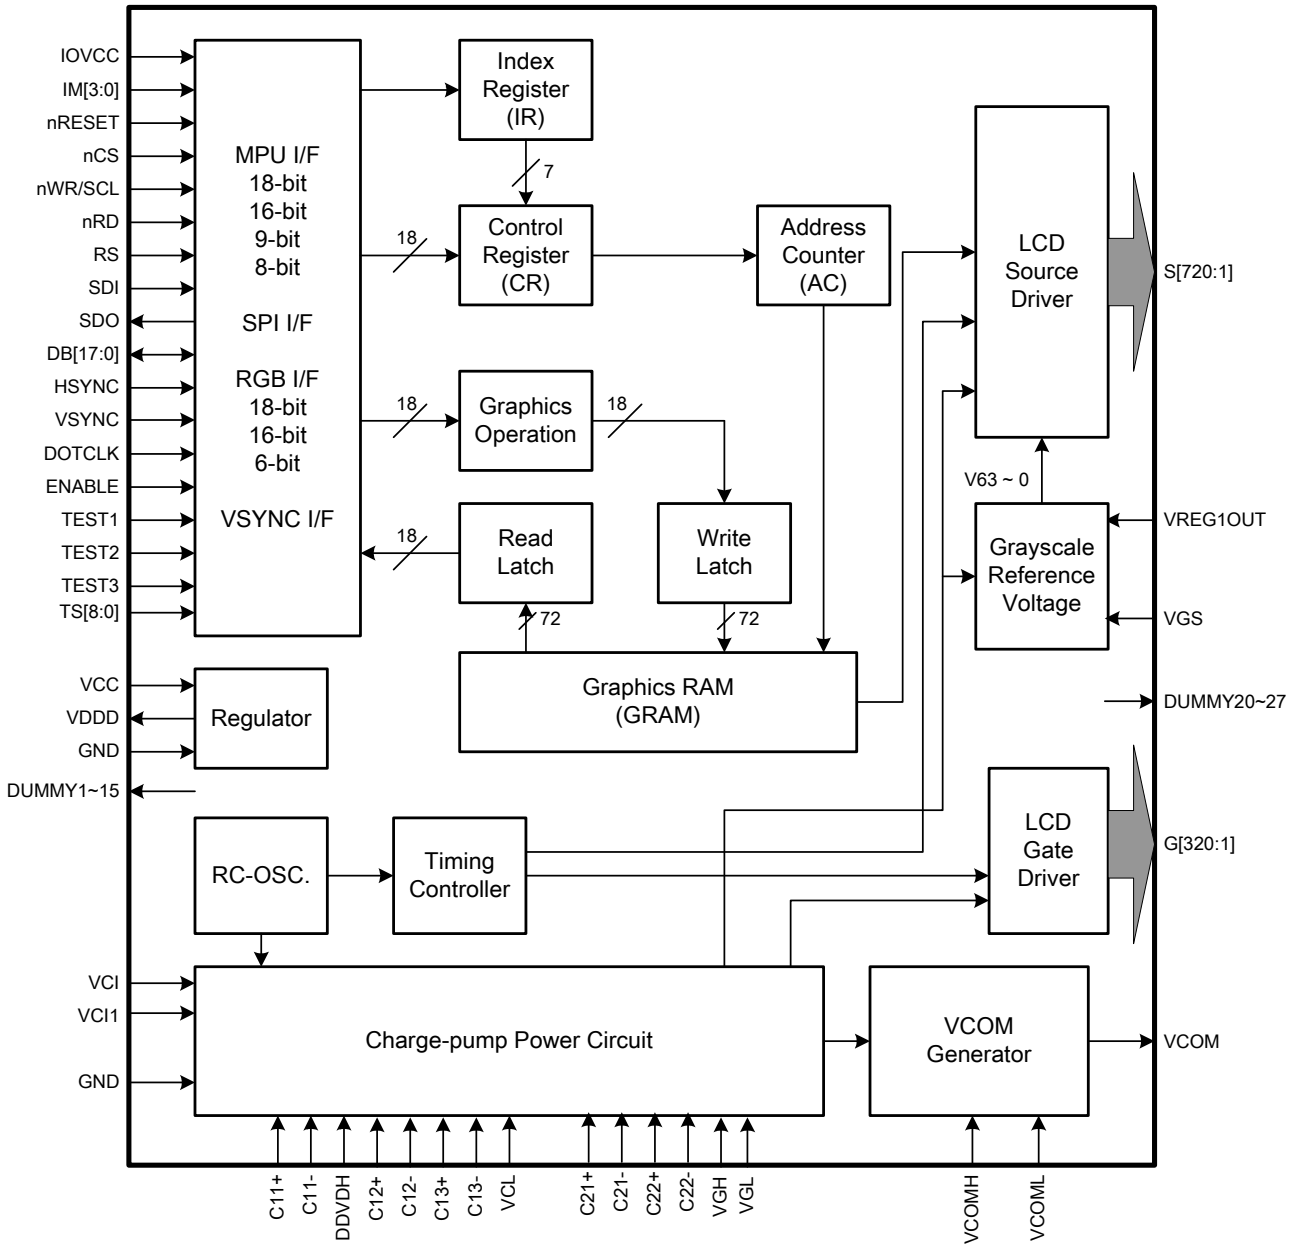 IOVCC
IM[3:0]
nRESET
nCS
nWR/SCL
nRD
RS
SDI
SDO
DB[17:0]
HSYNC
VSYNC
DOTCLK
ENABLE
TEST1
TEST2
TEST3
TS[8:0]
MPU I/F
18-bit
16-bit
9-bit
8-bit
SPI I/F
RGB I/F
18-bit
16-bit
6-bit
VSYNC I/F
Index
Register
(IR)
7
18
Control
Register
(CR)
Address
Counter
(AC)
18
Graphics
Operation
18
18
Read
Latch
Write
Latch
72
72
Graphics RAM
(GRAM)
LCD
Source
Driver
S[720:1]
V63 ~ 0
Grayscale
Reference
Voltage
VREG1OUT
VGS
DUMMY20~27
VCC
VDDD
GND
Regulator
DUMMY1~15
RC-OSC.
Timing
Controller
LCD
Gate
Driver
G[320:1]
VCI
VCI1
GND
Charge-pump Power Circuit
VCOM
Generator
VCOM
C11+
C11-
DDVDH
C12+
C12-
C13+
C13-
VCL
C21+
C21-
C22+
C22-
VGH
VGL
VCOMH
VCOML